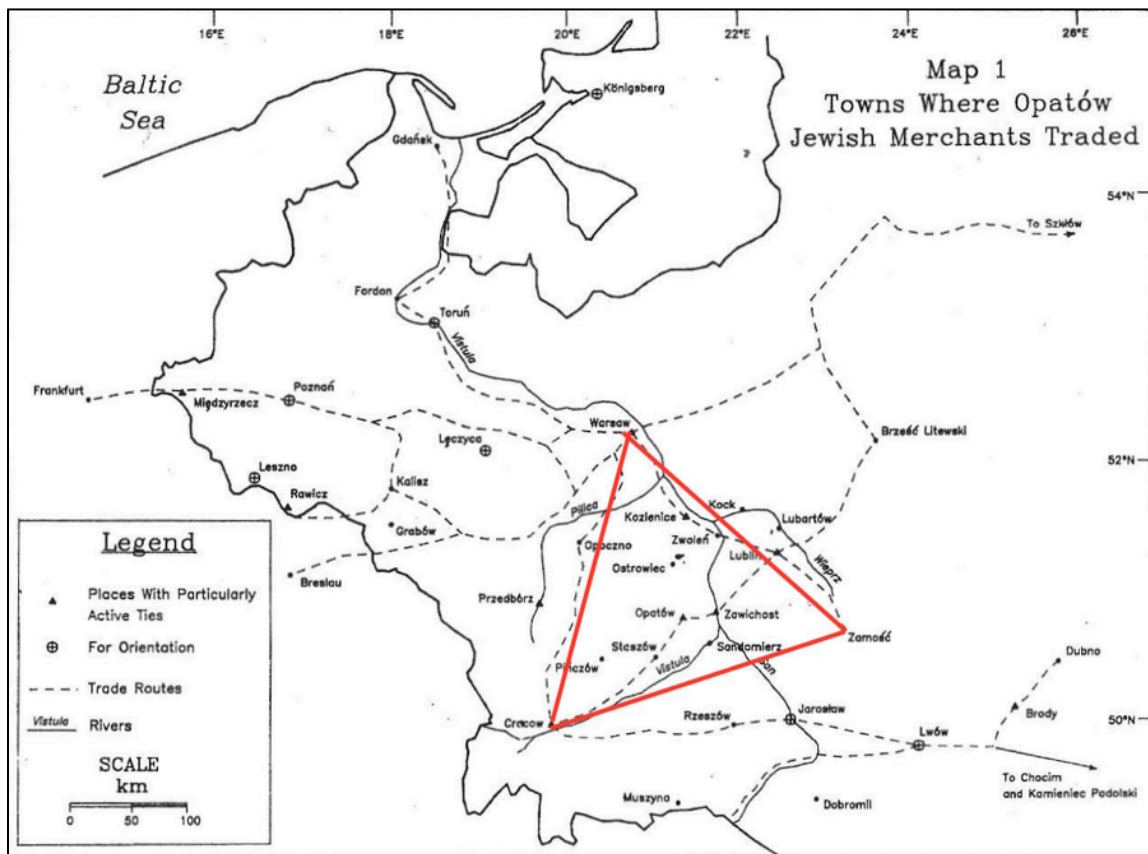 16°E
20°E
22°E
24°E
26°E
Baltic
Sea
Map 1
Towns Where Opatów
Jewish Merchants Traded
Königsberg
Gdańsk
54°N
To Szkłów
Fordon
Toruń
Vistula
Frankfurt
Międzyrzecz
Poznań
Warsaw
Łęczyca
Brześć Litewski
52°N
Leszno
Rawicz
Kalisz
Grabów
Pilica
Kozienice
Kock
Lubartów
Zwoleń
Lublin
Wieprz
Opoczno
Ostrowiec
Breslau
Przedbórz
Opatów
Zawichost
Zamość
Staszów
Sandomierz
Pińczów
Vistula
San
Dubno
Cracow
Rzeszów
Jarosław
50°N
Brody
Lwów
To Chocim
and Kamieniec Podolski
Muszyna
Dobromil
Legend
Places With Particularly
Active Ties
For Orientation
Trade Routes
Vistula
Rivers
SCALE
km
0
50
100